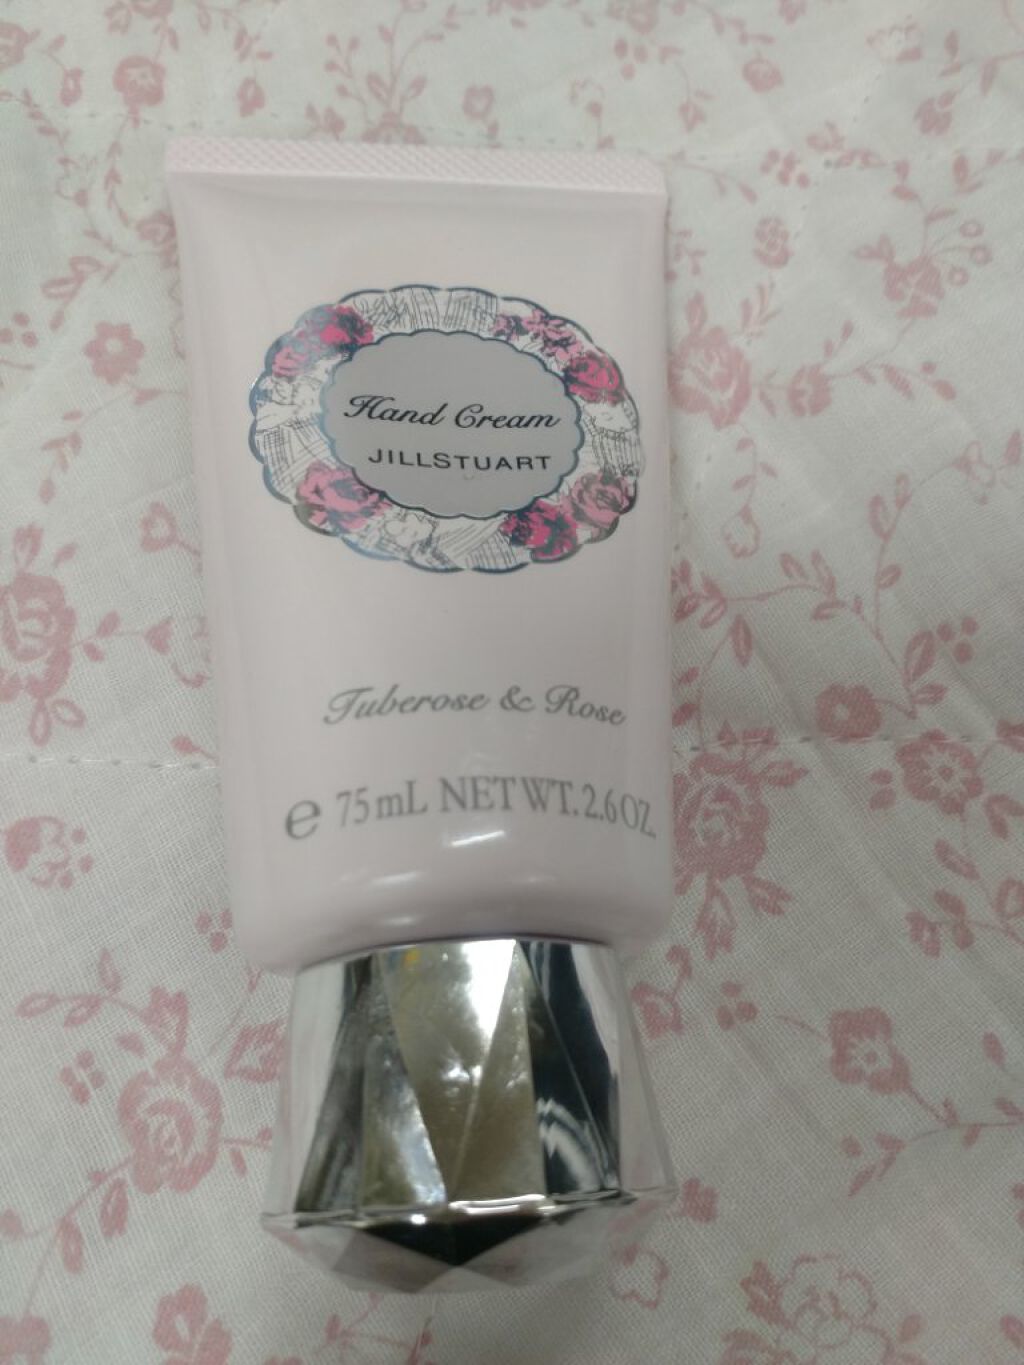 Hand Cream
JILLSTUART
Tuberose & Rose
e 75mL NET WT. 2.6 OZ.